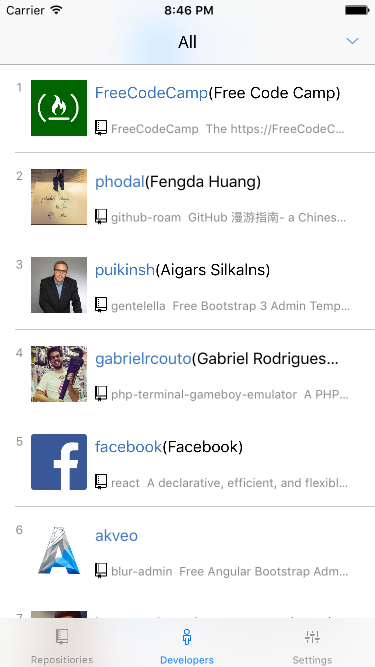 Carrier 8:46 PM
All
1
FreeCodeCamp(Free Code Camp)
FreeCodeCamp The https://FreeCodeC...
2
phodal(Fengda Huang)
github-roam GitHub 漫游指南- a Chines...
3
puikinsh(Aigars Silkalns)
gentelella Free Bootstrap 3 Admin Temp...
4
gabrielrcouto(Gabriel Rodrigues...
php-terminal-gameboy-emulator A PHP...
5
facebook(Facebook)
react A declarative, efficient, and flexibl...
6
akveo
blur-admin Free Angular Bootstrap Adm...
7
Repositiories Developers Settings